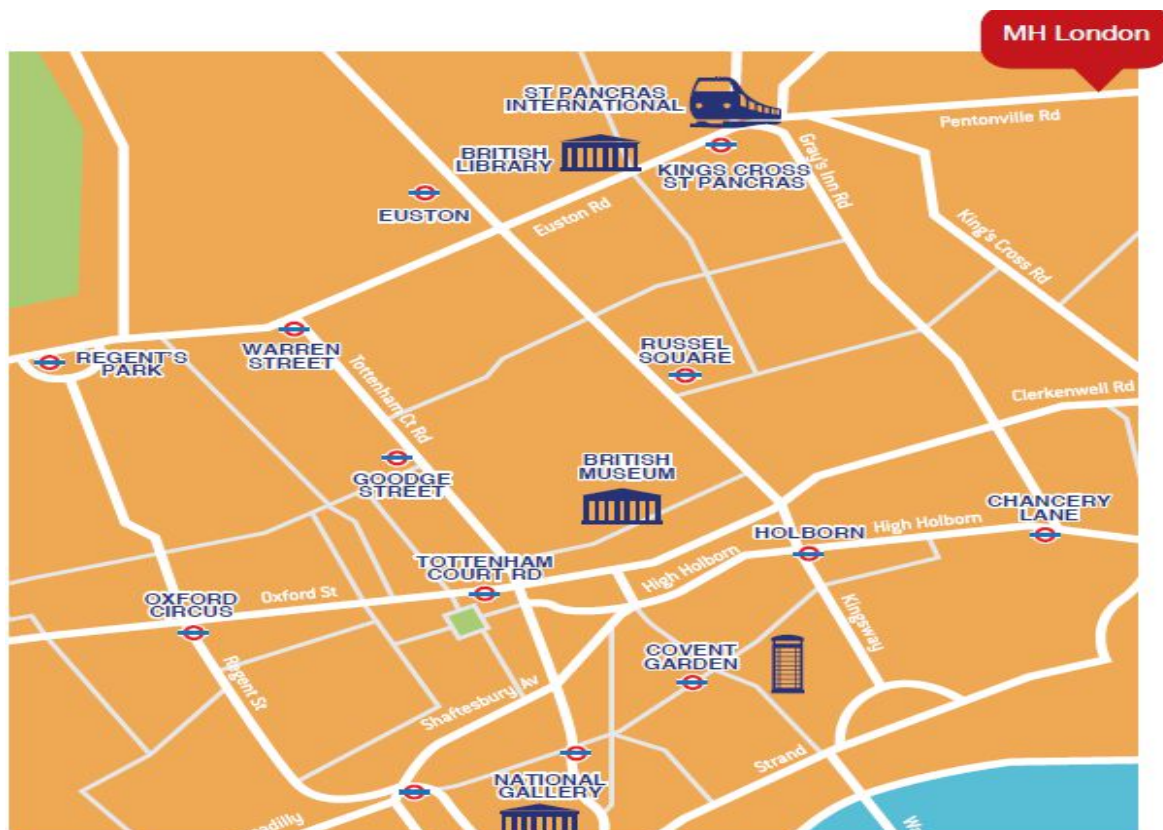 MH London
ST PANCRAS
INTERNATIONAL
Pentonville Rd
BRITISH
LIBRARY
KINGS CROSS
ST PANCRAS
Gray's Inn Rd
EUSTON
Euston Rd
King's Cross Rd
REGENT'S
PARK
WARREN
STREET
RUSSEL
SQUARE
Tottenham Ct Rd
Clerkenwell Rd
GOODGE
STREET
BRITISH
MUSEUM
CHANCERY
LANE
HOLBORN
High Holborn
TOTTENHAM
COURT RD
High Holborn
OXFORD
CIRCUS
Oxford St
Kingsway
COVENT
GARDEN
Regent St
Shaftesbury Av
Strand
NATIONAL
GALLERY